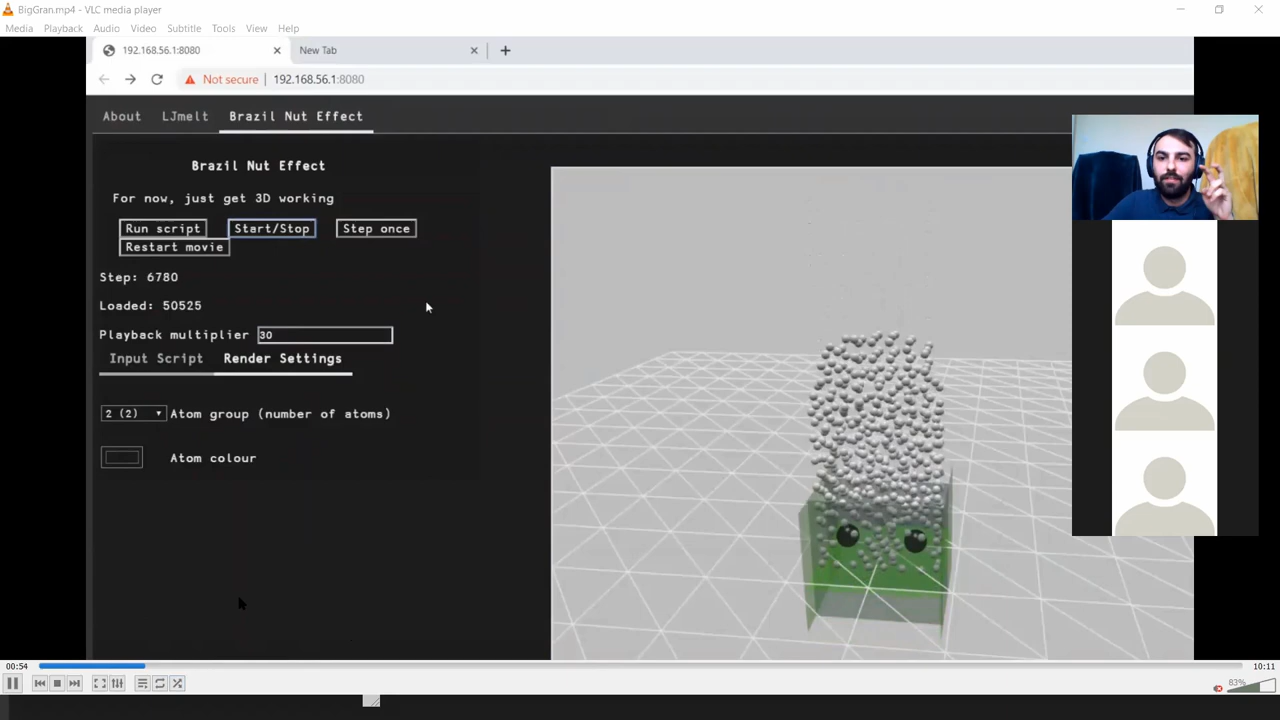 BigGran.mp4 - VLC media player
Media Playback Audio Video Subtitle Tools View Help
192.168.56.1:8080 New Tab
Not secure 192.168.56.1:8080
About LJmelt Brazil Nut Effect
Brazil Nut Effect
For now, just get 3D working
Run script Start/Stop Step once
Restart movie
Step: 6780
Loaded: 50525
Playback multiplier 30
Input Script Render Settings
2 (2) Atom group (number of atoms)
Atom colour
00:54 10:11
83%